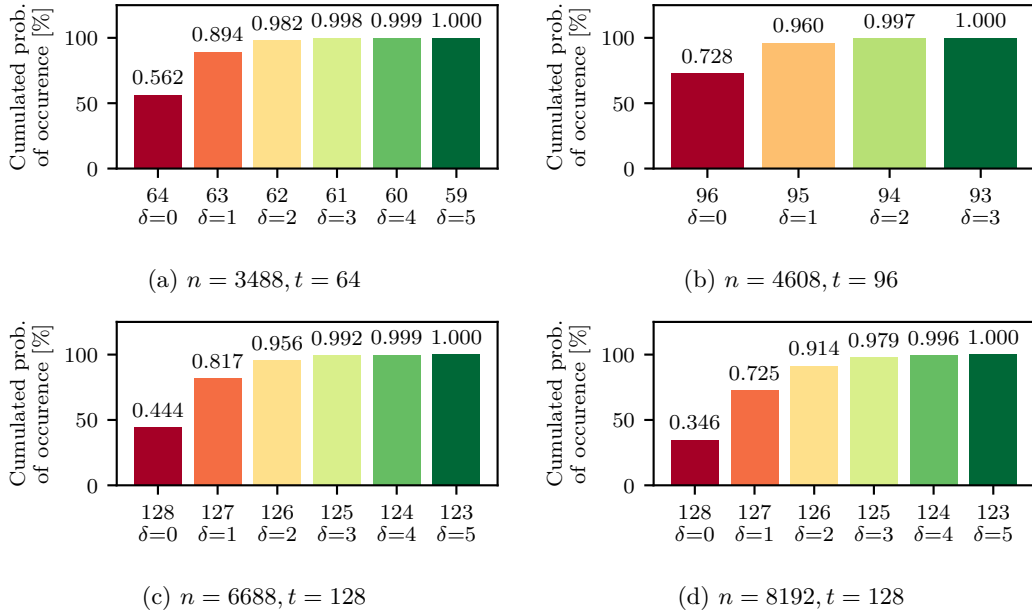 Cumulated prob.
of occurence [%]
100
50
0
0.562
0.894
0.982
0.998
0.999
1.000
64 63 62 61 60 59
δ=0 δ=1 δ=2 δ=3 δ=4 δ=5
(a) n = 3488, t = 64
Cumulated prob.
of occurence [%]
100
50
0
0.728
0.960
0.997
1.000
96 95 94 93
δ=0 δ=1 δ=2 δ=3
(b) n = 4608, t = 96
Cumulated prob.
of occurence [%]
100
50
0
0.444
0.817
0.956
0.992
0.999
1.000
128 127 126 125 124 123
δ=0 δ=1 δ=2 δ=3 δ=4 δ=5
(c) n = 6688, t = 128
Cumulated prob.
of occurence [%]
100
50
0
0.346
0.725
0.914
0.979
0.996
1.000
128 127 126 125 124 123
δ=0 δ=1 δ=2 δ=3 δ=4 δ=5
(d) n = 8192, t = 128